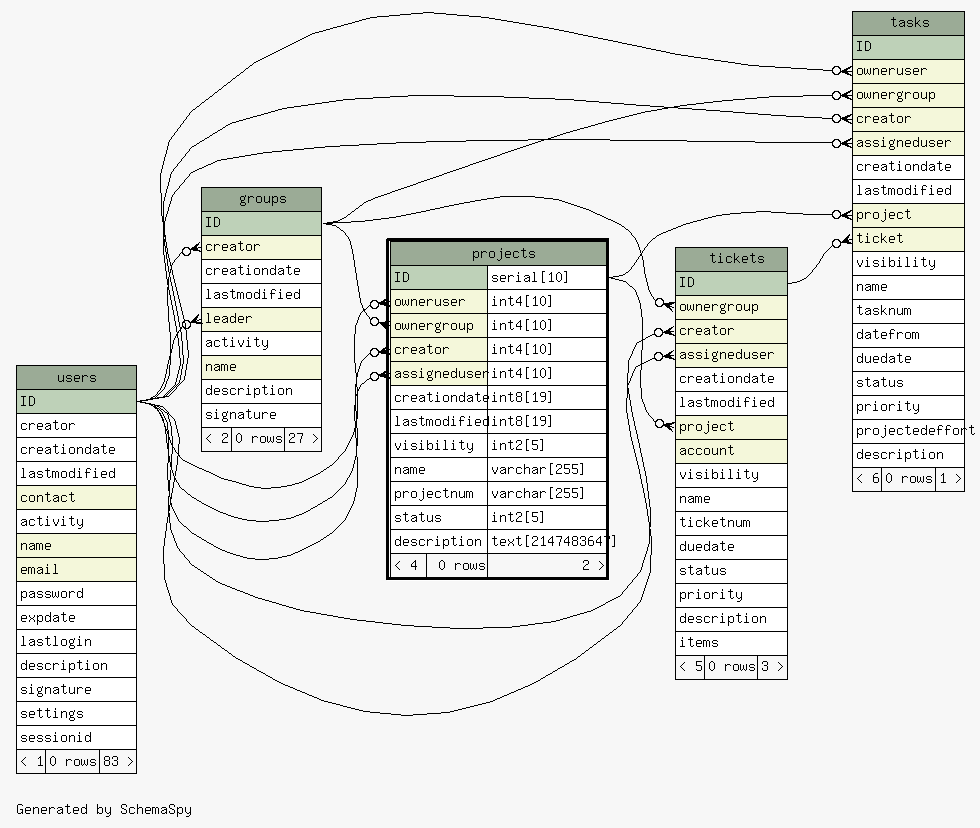 tasks
ID
owneruser
ownergroup
creator
assigneduser
creationdate
lastmodified
project
ticket
visibility
name
tasknum
datefrom
duedate
status
priority
projectedeffort
description
< 6 0 rows 1 >
groups
ID
creator
creationdate
lastmodified
leader
activity
name
description
signature
< 2 0 rows 27 >
projects
ID serial[10]
owneruser int4[10]
ownergroup int4[10]
creator int4[10]
assigneduser int4[10]
creationdate int8[19]
lastmodified int8[19]
visibility int2[5]
name varchar[255]
projectnum varchar[255]
status int2[5]
description text[2147483647]
< 4 0 rows 2 >
tickets
ID
ownergroup
creator
assigneduser
creationdate
lastmodified
project
account
visibility
name
ticketnum
duedate
status
priority
description
items
< 5 0 rows 3 >
users
ID
creator
creationdate
lastmodified
contact
activity
name
email
password
expdate
lastlogin
description
signature
settings
sessionid
< 1 0 rows 83 >
Generated by SchemaSpy